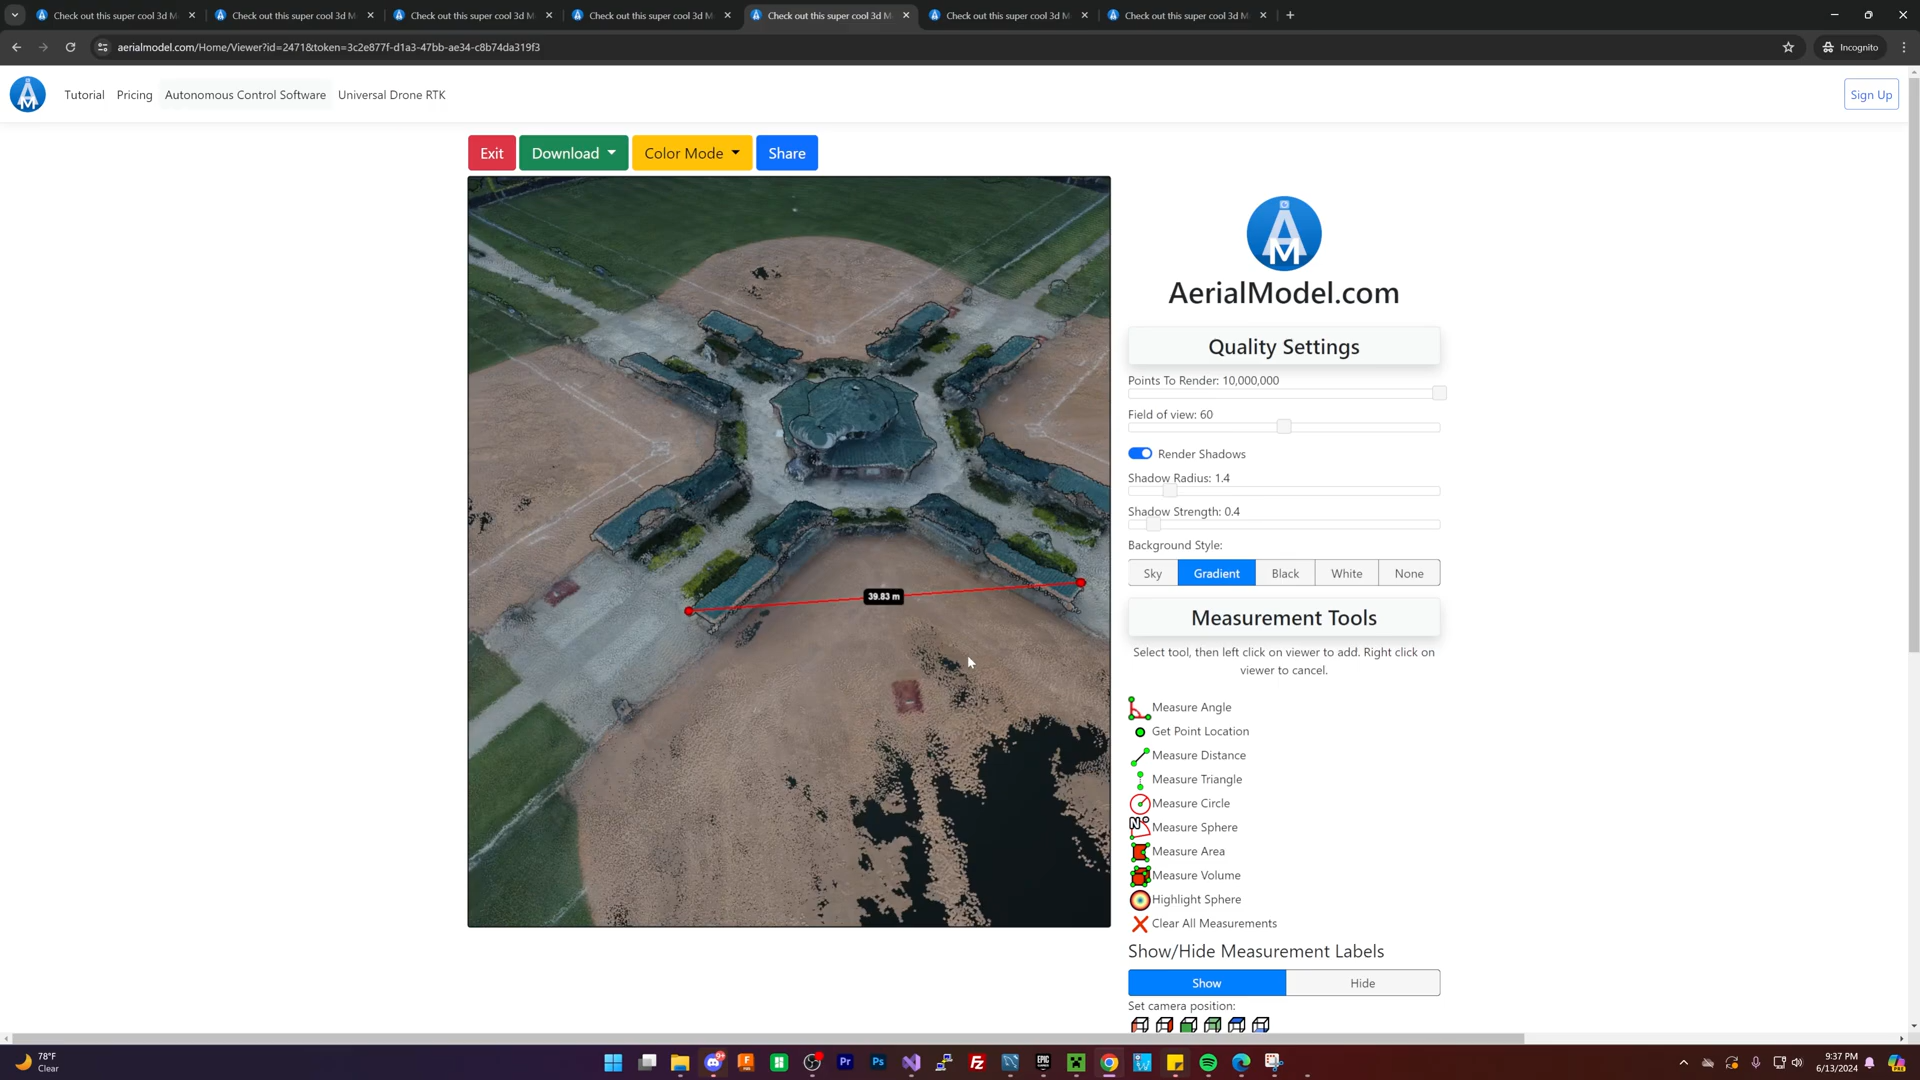 Check out this super cool 3d M
Check out this super cool 3d M
Check out this super cool 3d M
Check out this super cool 3d M
Check out this super cool 3d M
Check out this super cool 3d M
Check out this super cool 3d M
aerialmodel.com/Home/Viewer?id=2471&token=3c2e877f-d1a3-47bb-ae34-c8b74da319f3
Incognito
AM
Tutorial
Pricing
Autonomous Control Software
Universal Drone RTK
Sign Up
Exit
Download
Color Mode
Share
39.83 m
AM
AerialModel.com
Quality Settings
Points To Render: 10,000,000
Field of view: 60
Render Shadows
Shadow Radius: 1.4
Shadow Strength: 0.4
Background Style:
Sky
Gradient
Black
White
None
Measurement Tools
Select tool, then left click on viewer to add. Right click on
viewer to cancel.
Measure Angle
Get Point Location
Measure Distance
Measure Triangle
Measure Circle
N°
Measure Sphere
Measure Area
Measure Volume
Highlight Sphere
Clear All Measurements
Show/Hide Measurement Labels
Show
Hide
Set camera position:
78°F
Clear
Pr
Ps
EPIC
9:37 PM
6/13/2024